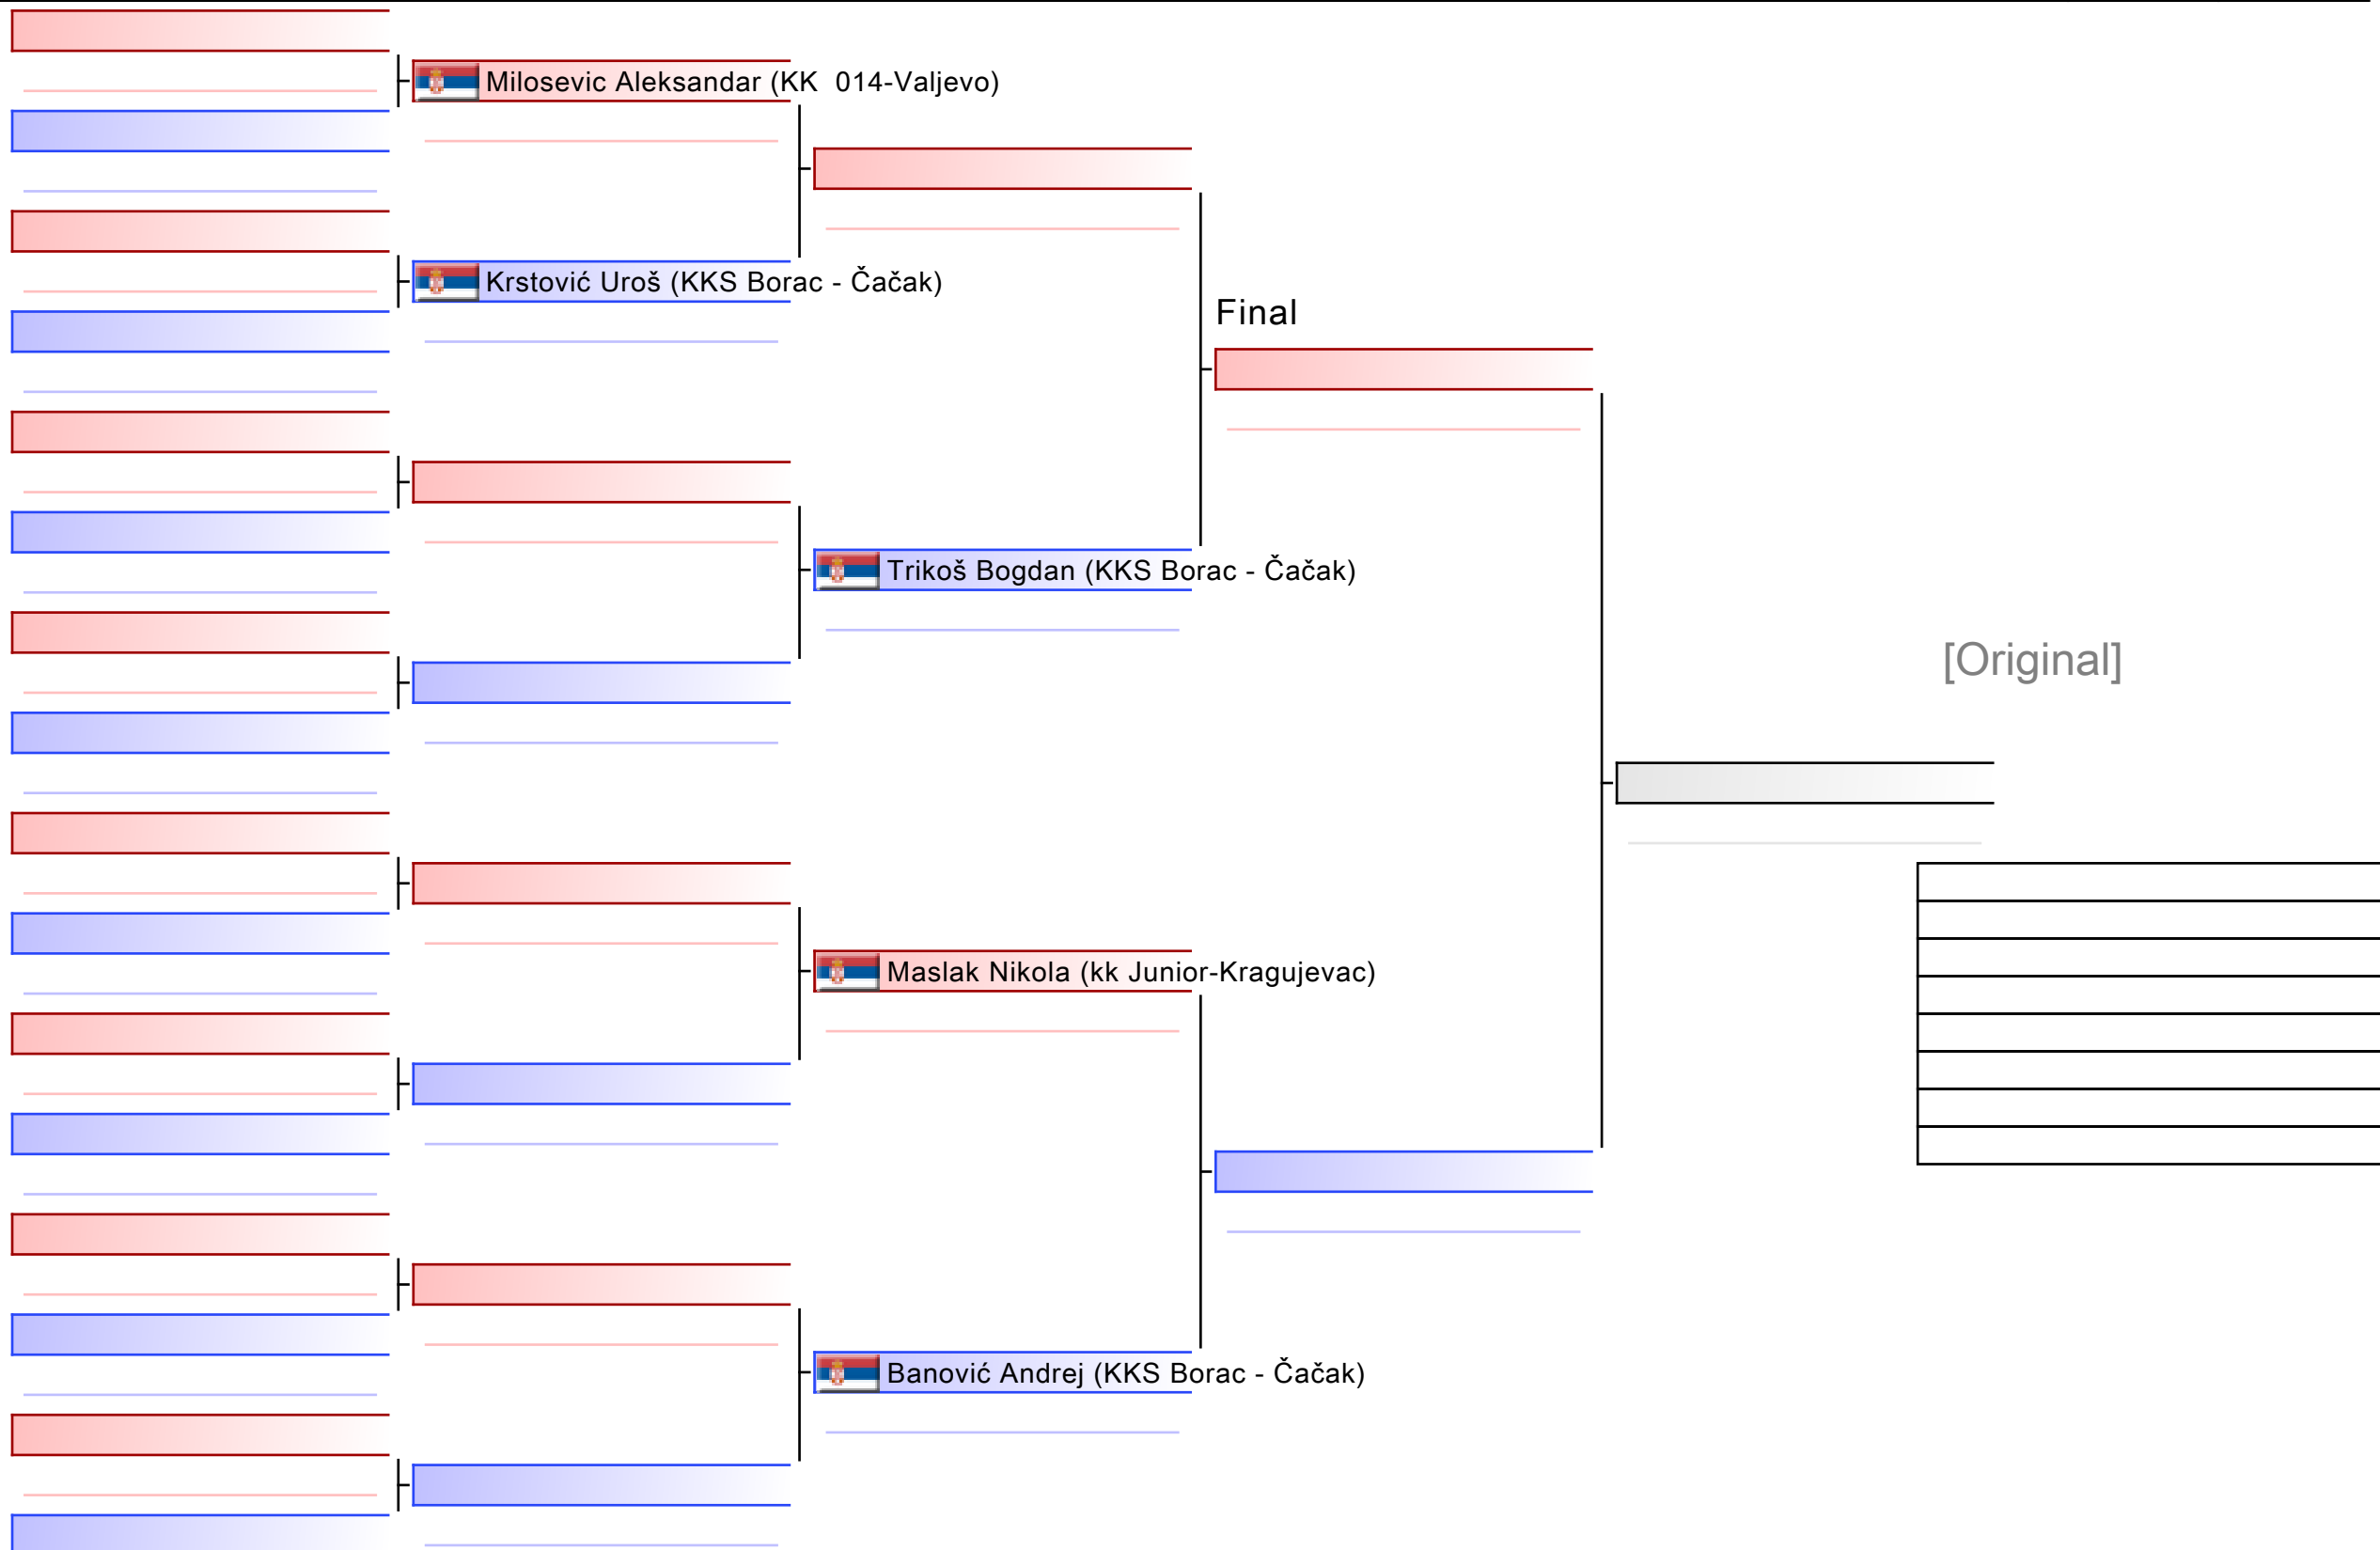 Milosevic Aleksandar (KK  014-Valjevo)
Krstović Uroš (KKS Borac - Čačak)
Final
Trikoš Bogdan (KKS Borac - Čačak)
[Original]
Maslak Nikola (kk Junior-Kragujevac)
Banović Andrej (KKS Borac - Čačak)